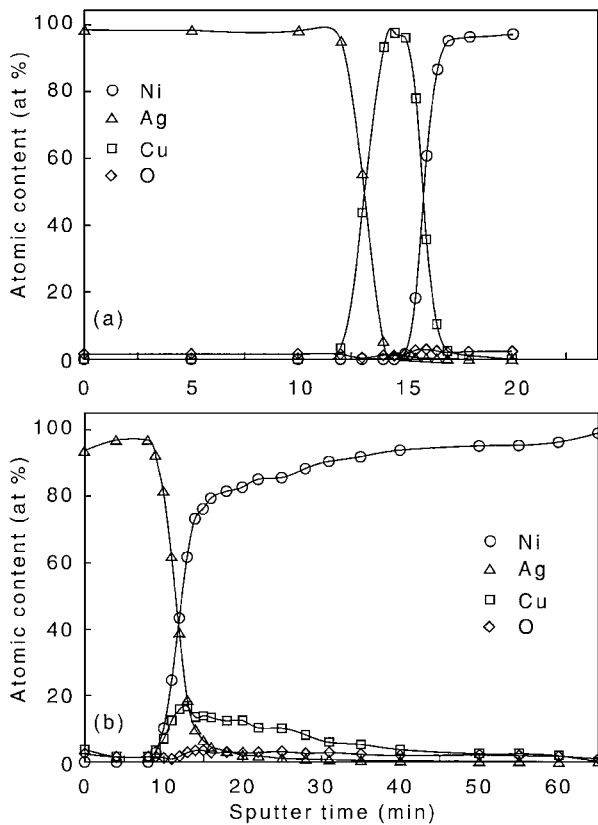 100
80
60
40
20
0
Atomic content (at %)
Ni
Ag
Cu
O
(a)
0 5 10 15 20
100
80
60
40
20
0
Atomic content (at %)
Ni
Ag
Cu
O
(b)
0 10 20 30 40 50 60
Sputter time (min)